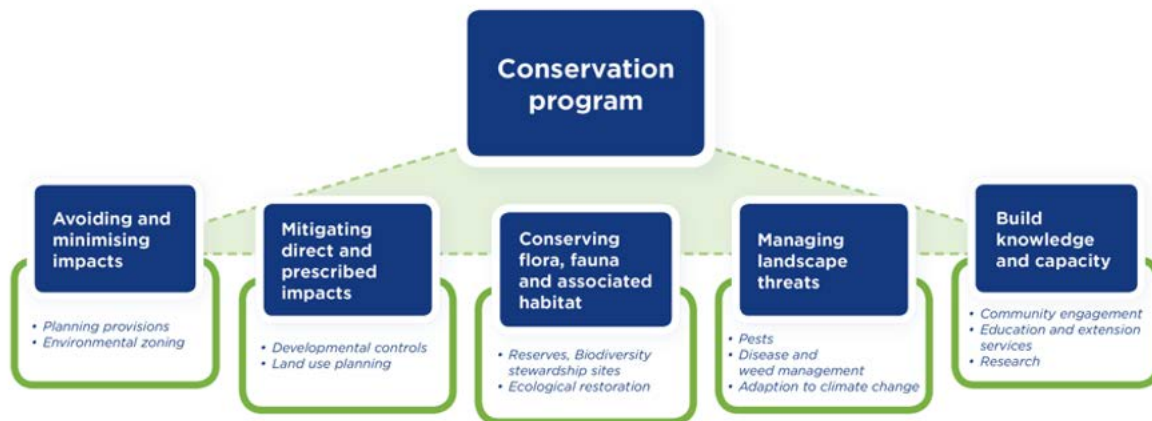 Conservation
program
Avoiding and
minimising
impacts
• Planning provisions
• Environmental zoning
Mitigating
direct and
prescribed
impacts
• Developmental controls
• Land use planning
Conserving
flora, fauna
and associated
habitat
• Reserves, Biodiversity
stewardship sites
• Ecological restoration
Managing
landscape
threats
• Pests
• Disease and
weed management
• Adaption to climate change
Build
knowledge
and capacity
• Community engagement
• Education and extension
services
• Research